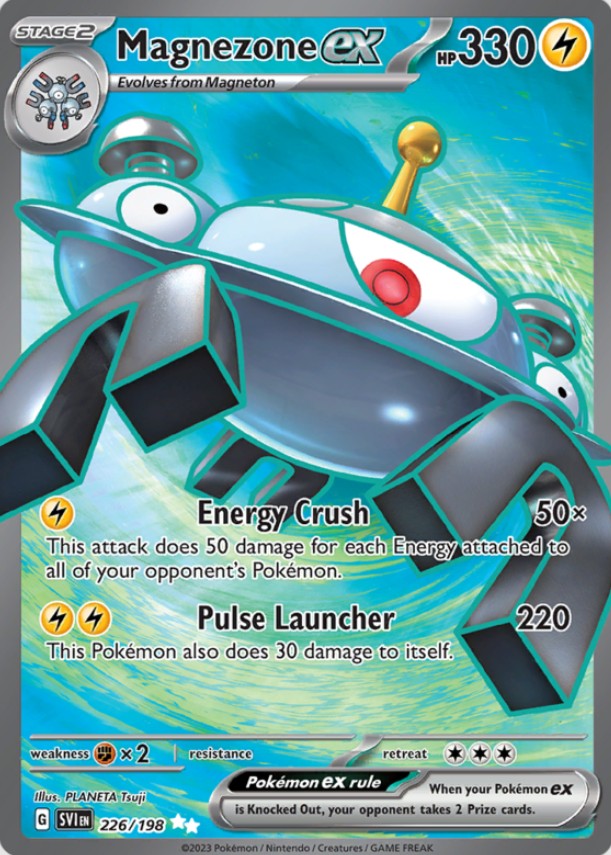 STAGE2
Magnezone ex HP330
Evolves from Magneton
Energy Crush 50×
This attack does 50 damage for each Energy attached to
all of your opponent's Pokémon.
Pulse Launcher 220
This Pokémon also does 30 damage to itself.
weakness ×2 resistance retreat
Pokémon ex rule When your Pokémon ex
is Knocked Out, your opponent takes 2 Prize cards.
Illus. PLANETA Tsuji
G SVI EN 226/198
©2023 Pokémon / Nintendo / Creatures / GAME FREAK